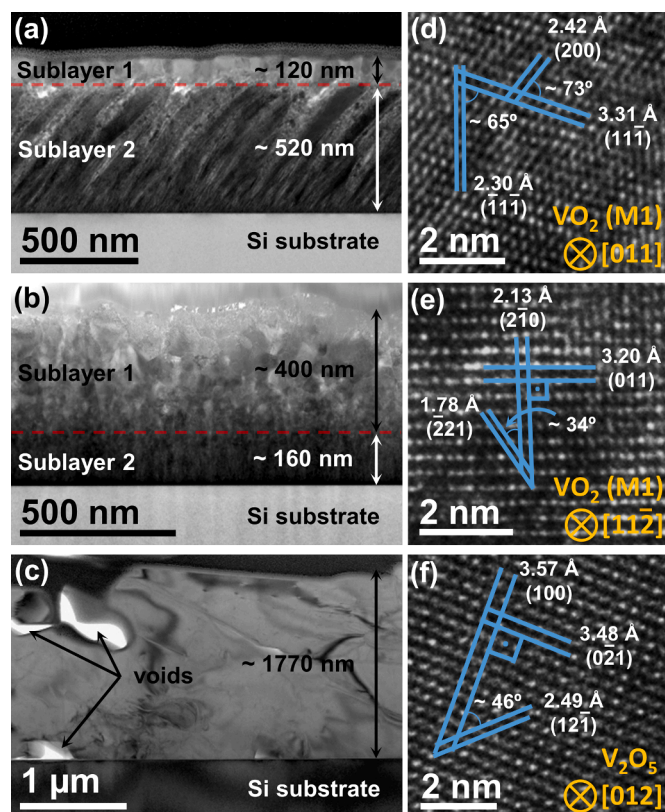 (a)
Sublayer 1
~ 120 nm
Sublayer 2
~ 520 nm
500 nm
Si substrate
(b)
Sublayer 1
~ 400 nm
Sublayer 2
~ 160 nm
500 nm
Si substrate
(c)
voids
~ 1770 nm
1 µm
Si substrate
(d)
2.42 Å
(200)
~ 73º
~ 65º
3.31 Å
(111̅)
2.30 Å
(1̅11̅)
VO₂ (M1)
2 nm
⊗[011]
(e)
2.13 Å
(21̅0)
3.20 Å
(011)
1.78 Å
(2̅21)
~ 34º
VO₂ (M1)
2 nm
⊗[112̅]
(f)
3.57 Å
(100)
3.48 Å
(02̅1)
~ 46º
2.49 Å
(121̅)
V₂O₅
2 nm
⊗[012]